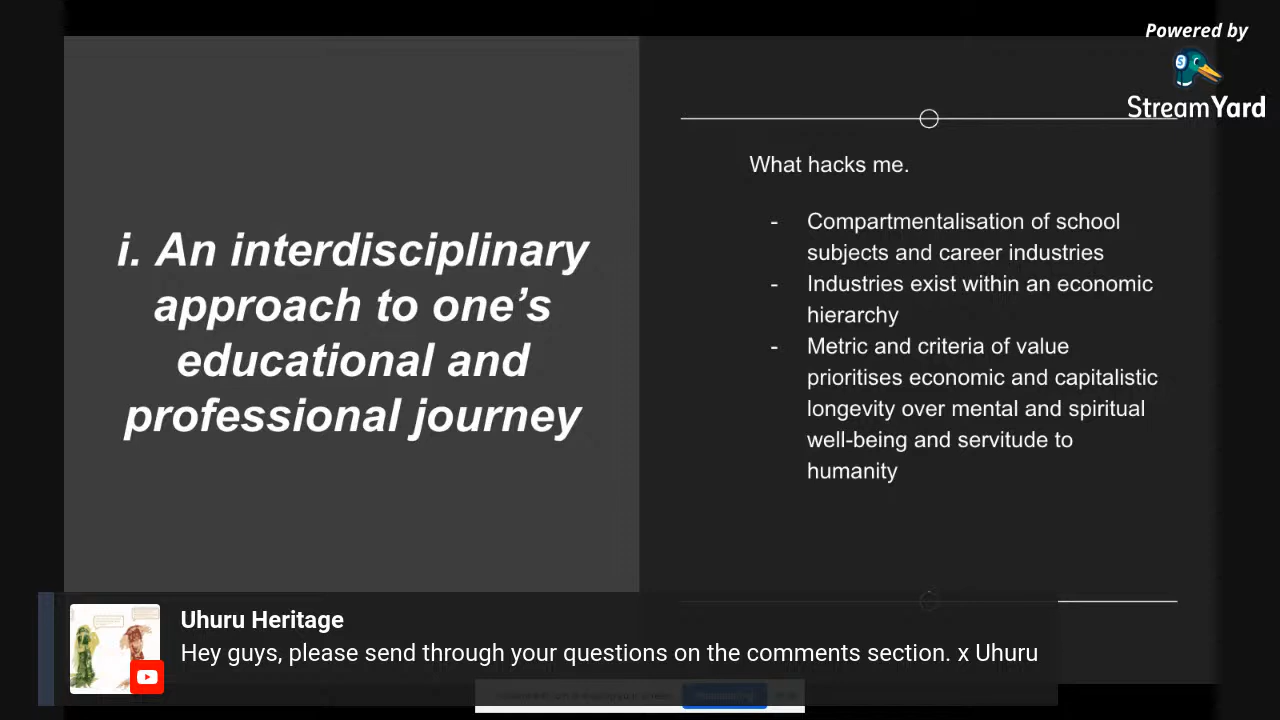 Powered by
StreamYard
i. An interdisciplinary
approach to one's
educational and
professional journey
What hacks me.
- Compartmentalisation of school
subjects and career industries
- Industries exist within an economic
hierarchy
- Metric and criteria of value
prioritises economic and capitalistic
longevity over mental and spiritual
well-being and servitude to
humanity
Uhuru Heritage
Hey guys, please send through your questions on the comments section. x Uhuru